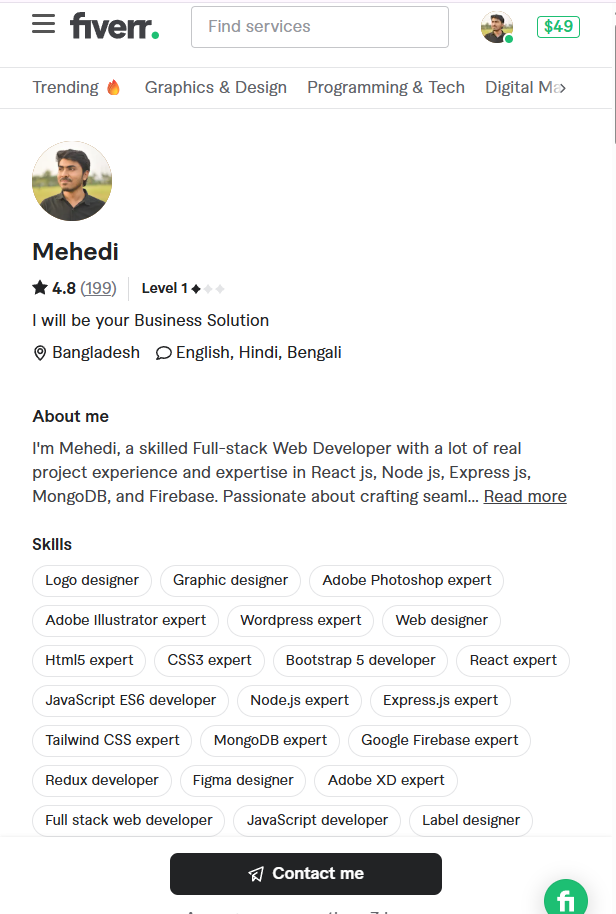 fiverr.
Find services
$49
Trending Graphics & Design Programming & Tech Digital Ma
Mehedi
4.8 (199) Level 1
I will be your Business Solution
Bangladesh English, Hindi, Bengali
About me
I'm Mehedi, a skilled Full-stack Web Developer with a lot of real
project experience and expertise in React js, Node js, Express js,
MongoDB, and Firebase. Passionate about crafting seaml... Read more
Skills
Logo designer Graphic designer Adobe Photoshop expert
Adobe Illustrator expert Wordpress expert Web designer
Html5 expert CSS3 expert Bootstrap 5 developer React expert
JavaScript ES6 developer Node.js expert Express.js expert
Tailwind CSS expert MongoDB expert Google Firebase expert
Redux developer Figma designer Adobe XD expert
Full stack web developer JavaScript developer Label designer
Contact me
fi